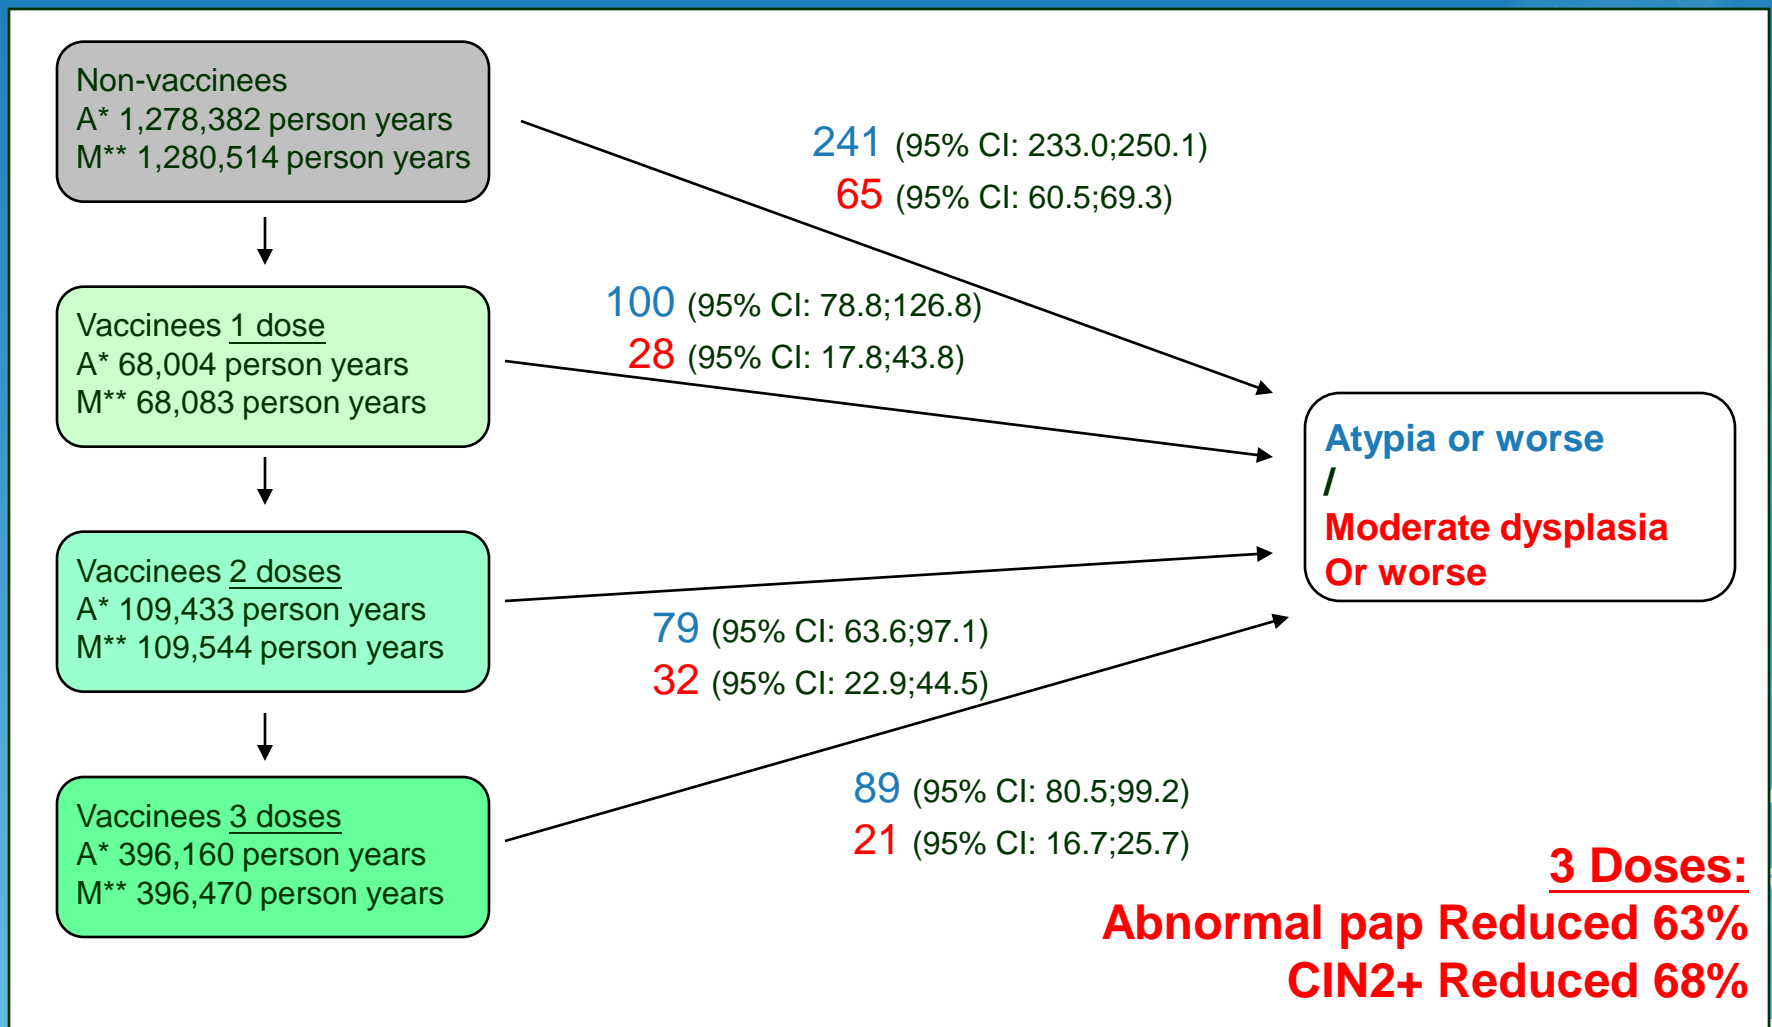 Non-vaccinees
A* 1,278,382 person years
M** 1,280,514 person years
241 (95% CI: 233.0;250.1)
65 (95% CI: 60.5;69.3)
Vaccinees 1 dose
A* 68,004 person years
M** 68,083 person years
100 (95% CI: 78.8;126.8)
28 (95% CI: 17.8;43.8)
Atypia or worse
/
Moderate dysplasia
Or worse
Vaccinees 2 doses
A* 109,433 person years
M** 109,544 person years
79 (95% CI: 63.6;97.1)
32 (95% CI: 22.9;44.5)
Vaccinees 3 doses
A* 396,160 person years
M** 396,470 person years
89 (95% CI: 80.5;99.2)
21 (95% CI: 16.7;25.7)
3 Doses:
Abnormal pap Reduced 63%
CIN2+ Reduced 68%